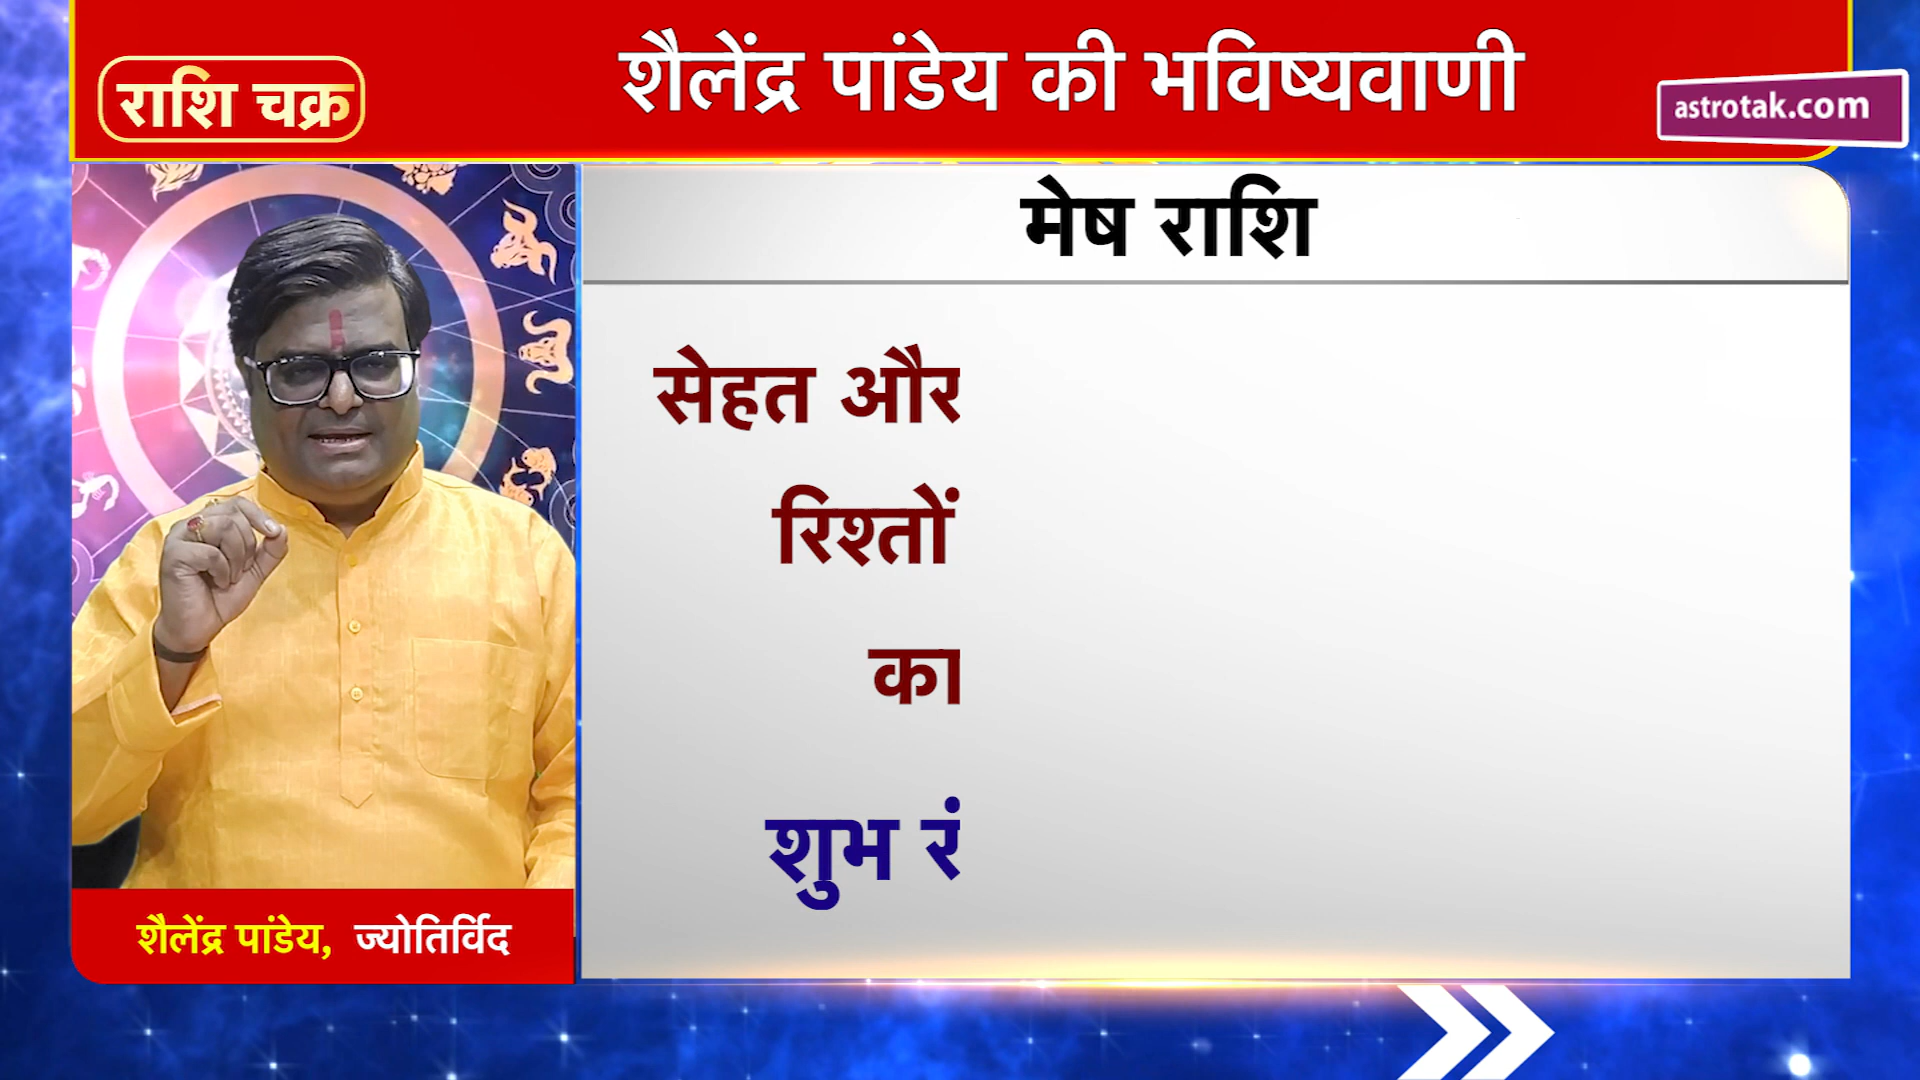 शैलेंद्र पांडेय की भविष्यवाणी
राशि चक्र
astrotak.com
मेष राशि
सेहत और
रिश्तों
का
शुभ रं
शैलेंद्र पांडेय, ज्योतिर्विद